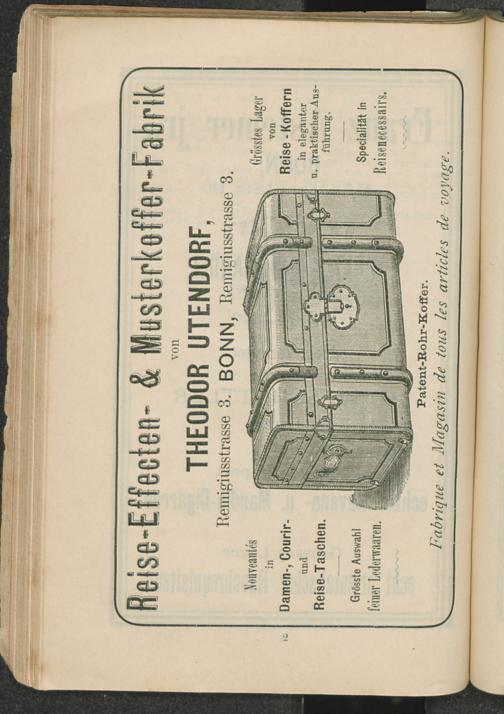 Reise-Effecten- & Musterkoffer-Fabrik
von
THEODOR UTENDORF,
Remigiusstrasse 3. BONN, Remigiusstrasse 3.
Nouveautés
in
Damen-, Courir-
und
Reise-Taschen.
Grösste Auswahl
feiner Lederwaaren.
Grösstes Lager
von
Reise-Koffern
in eleganter
u. praktischer Aus-
führung.
Specialität in
Reisenecessairs.
Patent-Rohr-Koffer.
Fabrique et Magasin de tous les articles de voyage.